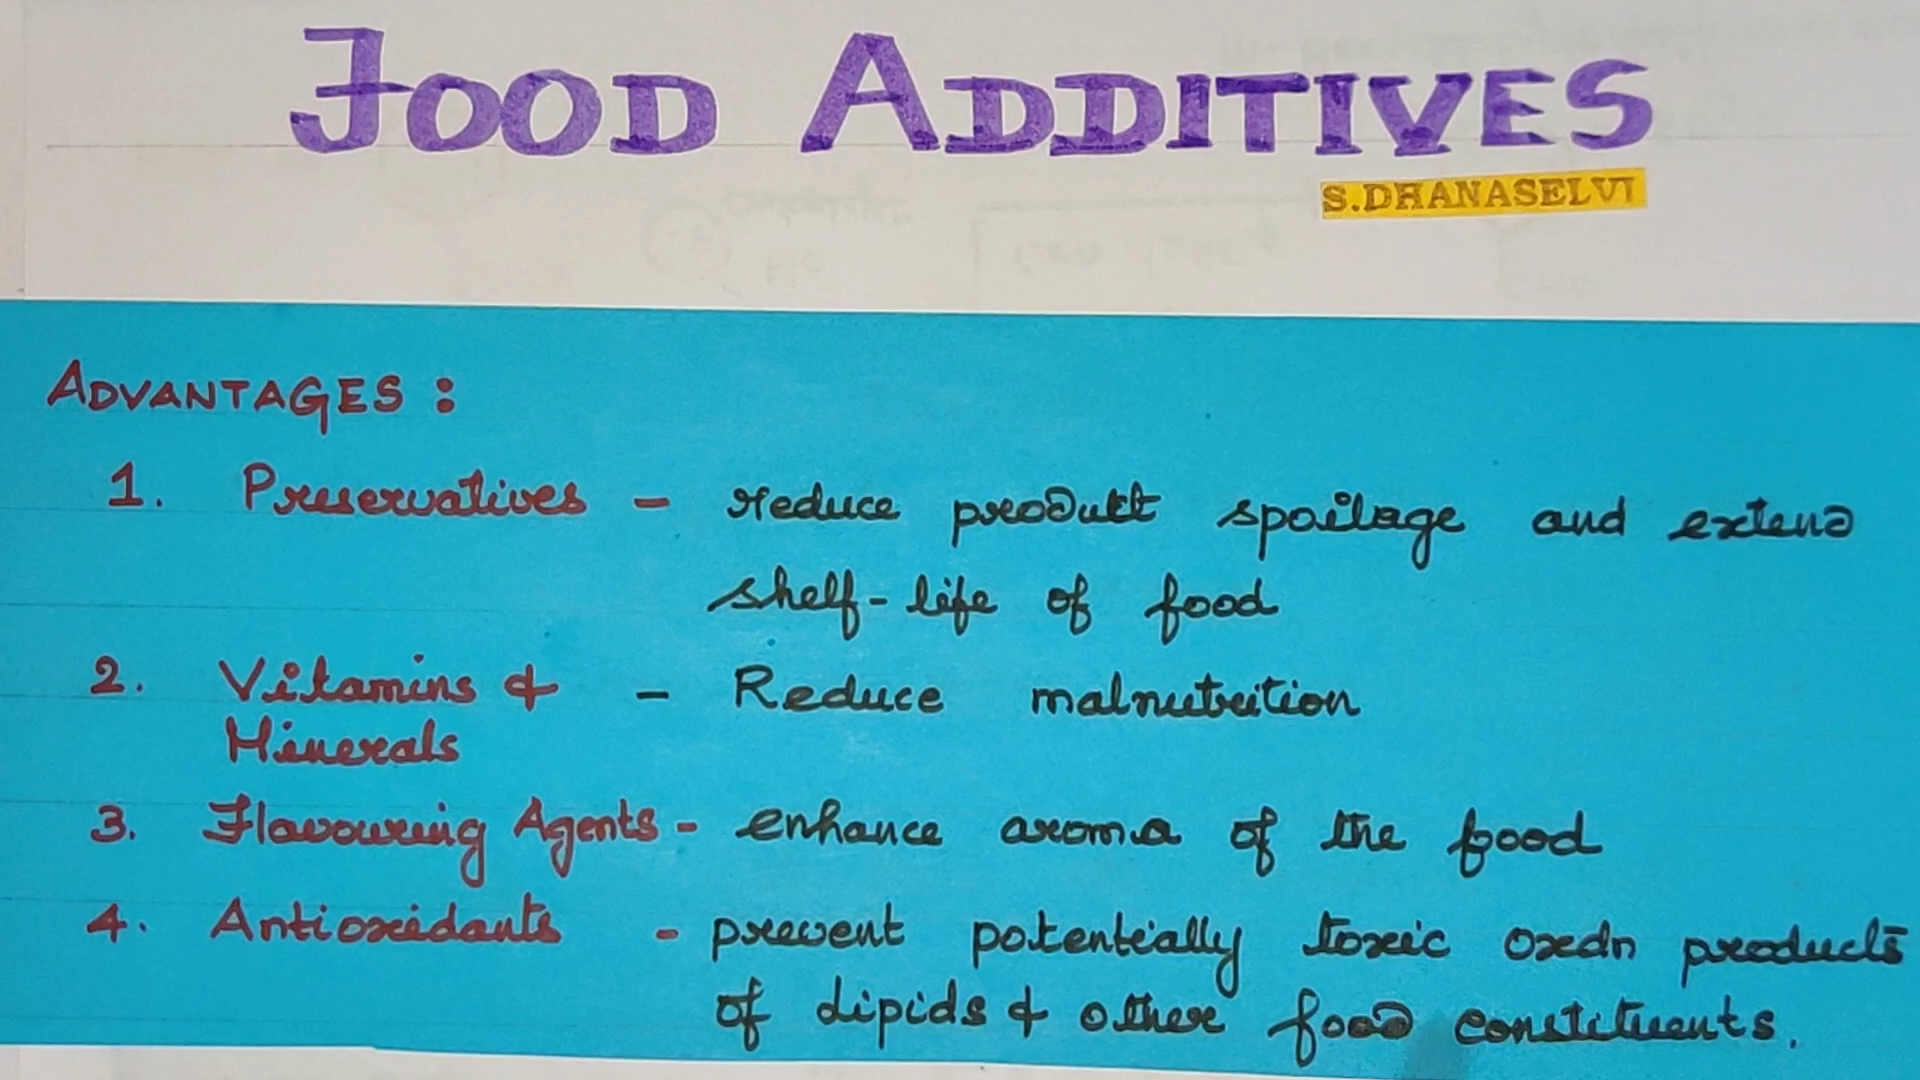 FOOD ADDITIVES
S.DHANASELVI
ADVANTAGES :
1. Preservatives - reduce product spoilage and extend
shelf-life of food
2. Vitamins & - Reduce malnutrition
Minerals
3. Flavouring Agents - enhance aroma of the food
4. Antioxidants - prevent potentially toxic oxdn products
of lipids & other food constituents.